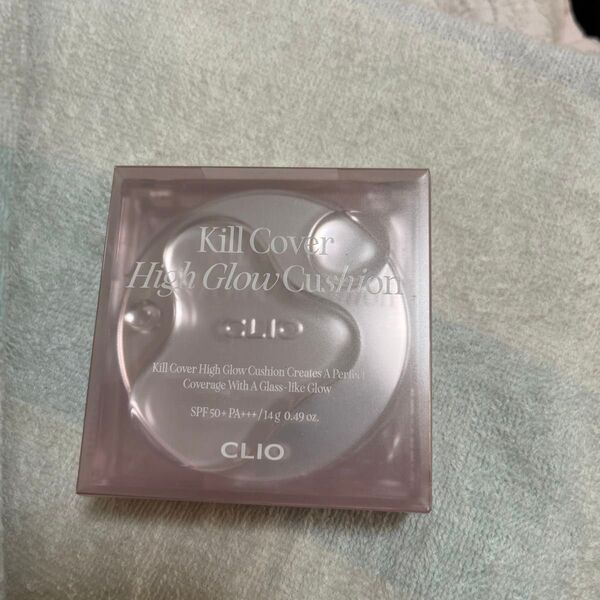 Kill Cover
High Glow Cushion
CLIO
Kill Cover High Glow Cushion Creates A Perfect
Coverage With A Glass-like Glow
SPF 50+ PA+++ / 14 g 0.49 oz.
CLIO